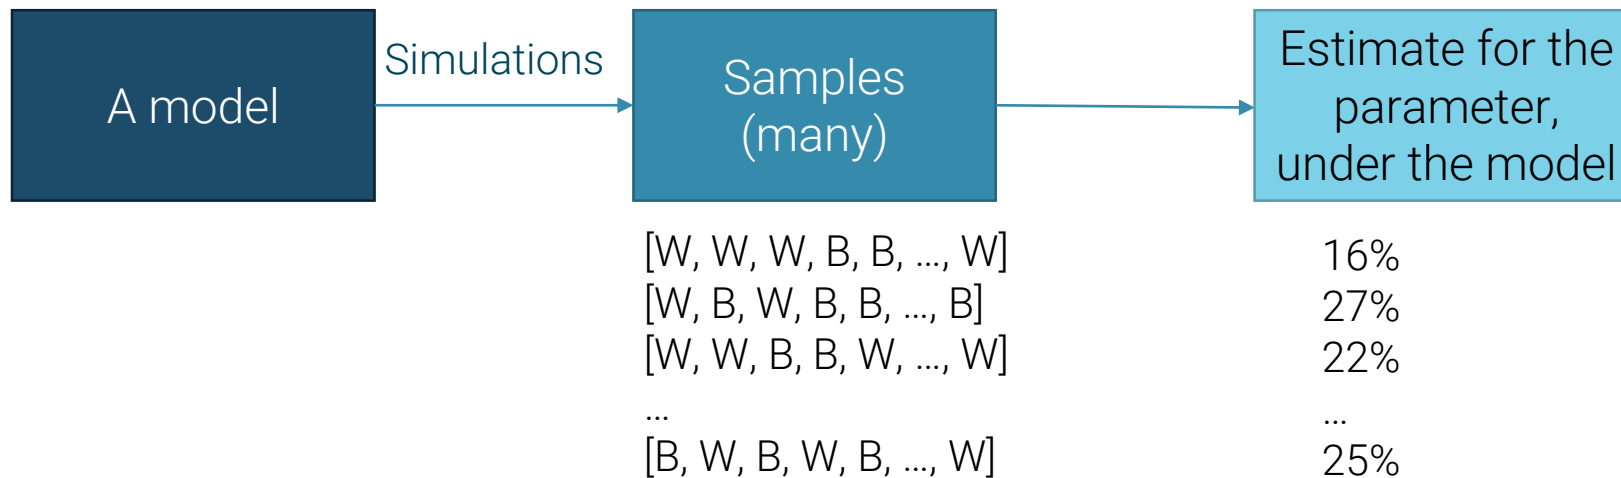 A model
Simulations
Samples
(many)
Estimate for the
parameter,
under the model
[W, W, W, B, B, ..., W]
16%
[W, B, W, B, B, ..., B]
27%
[W, W, B, B, W, ..., W]
22%
...
...
[B, W, B, W, B, ..., W]
25%